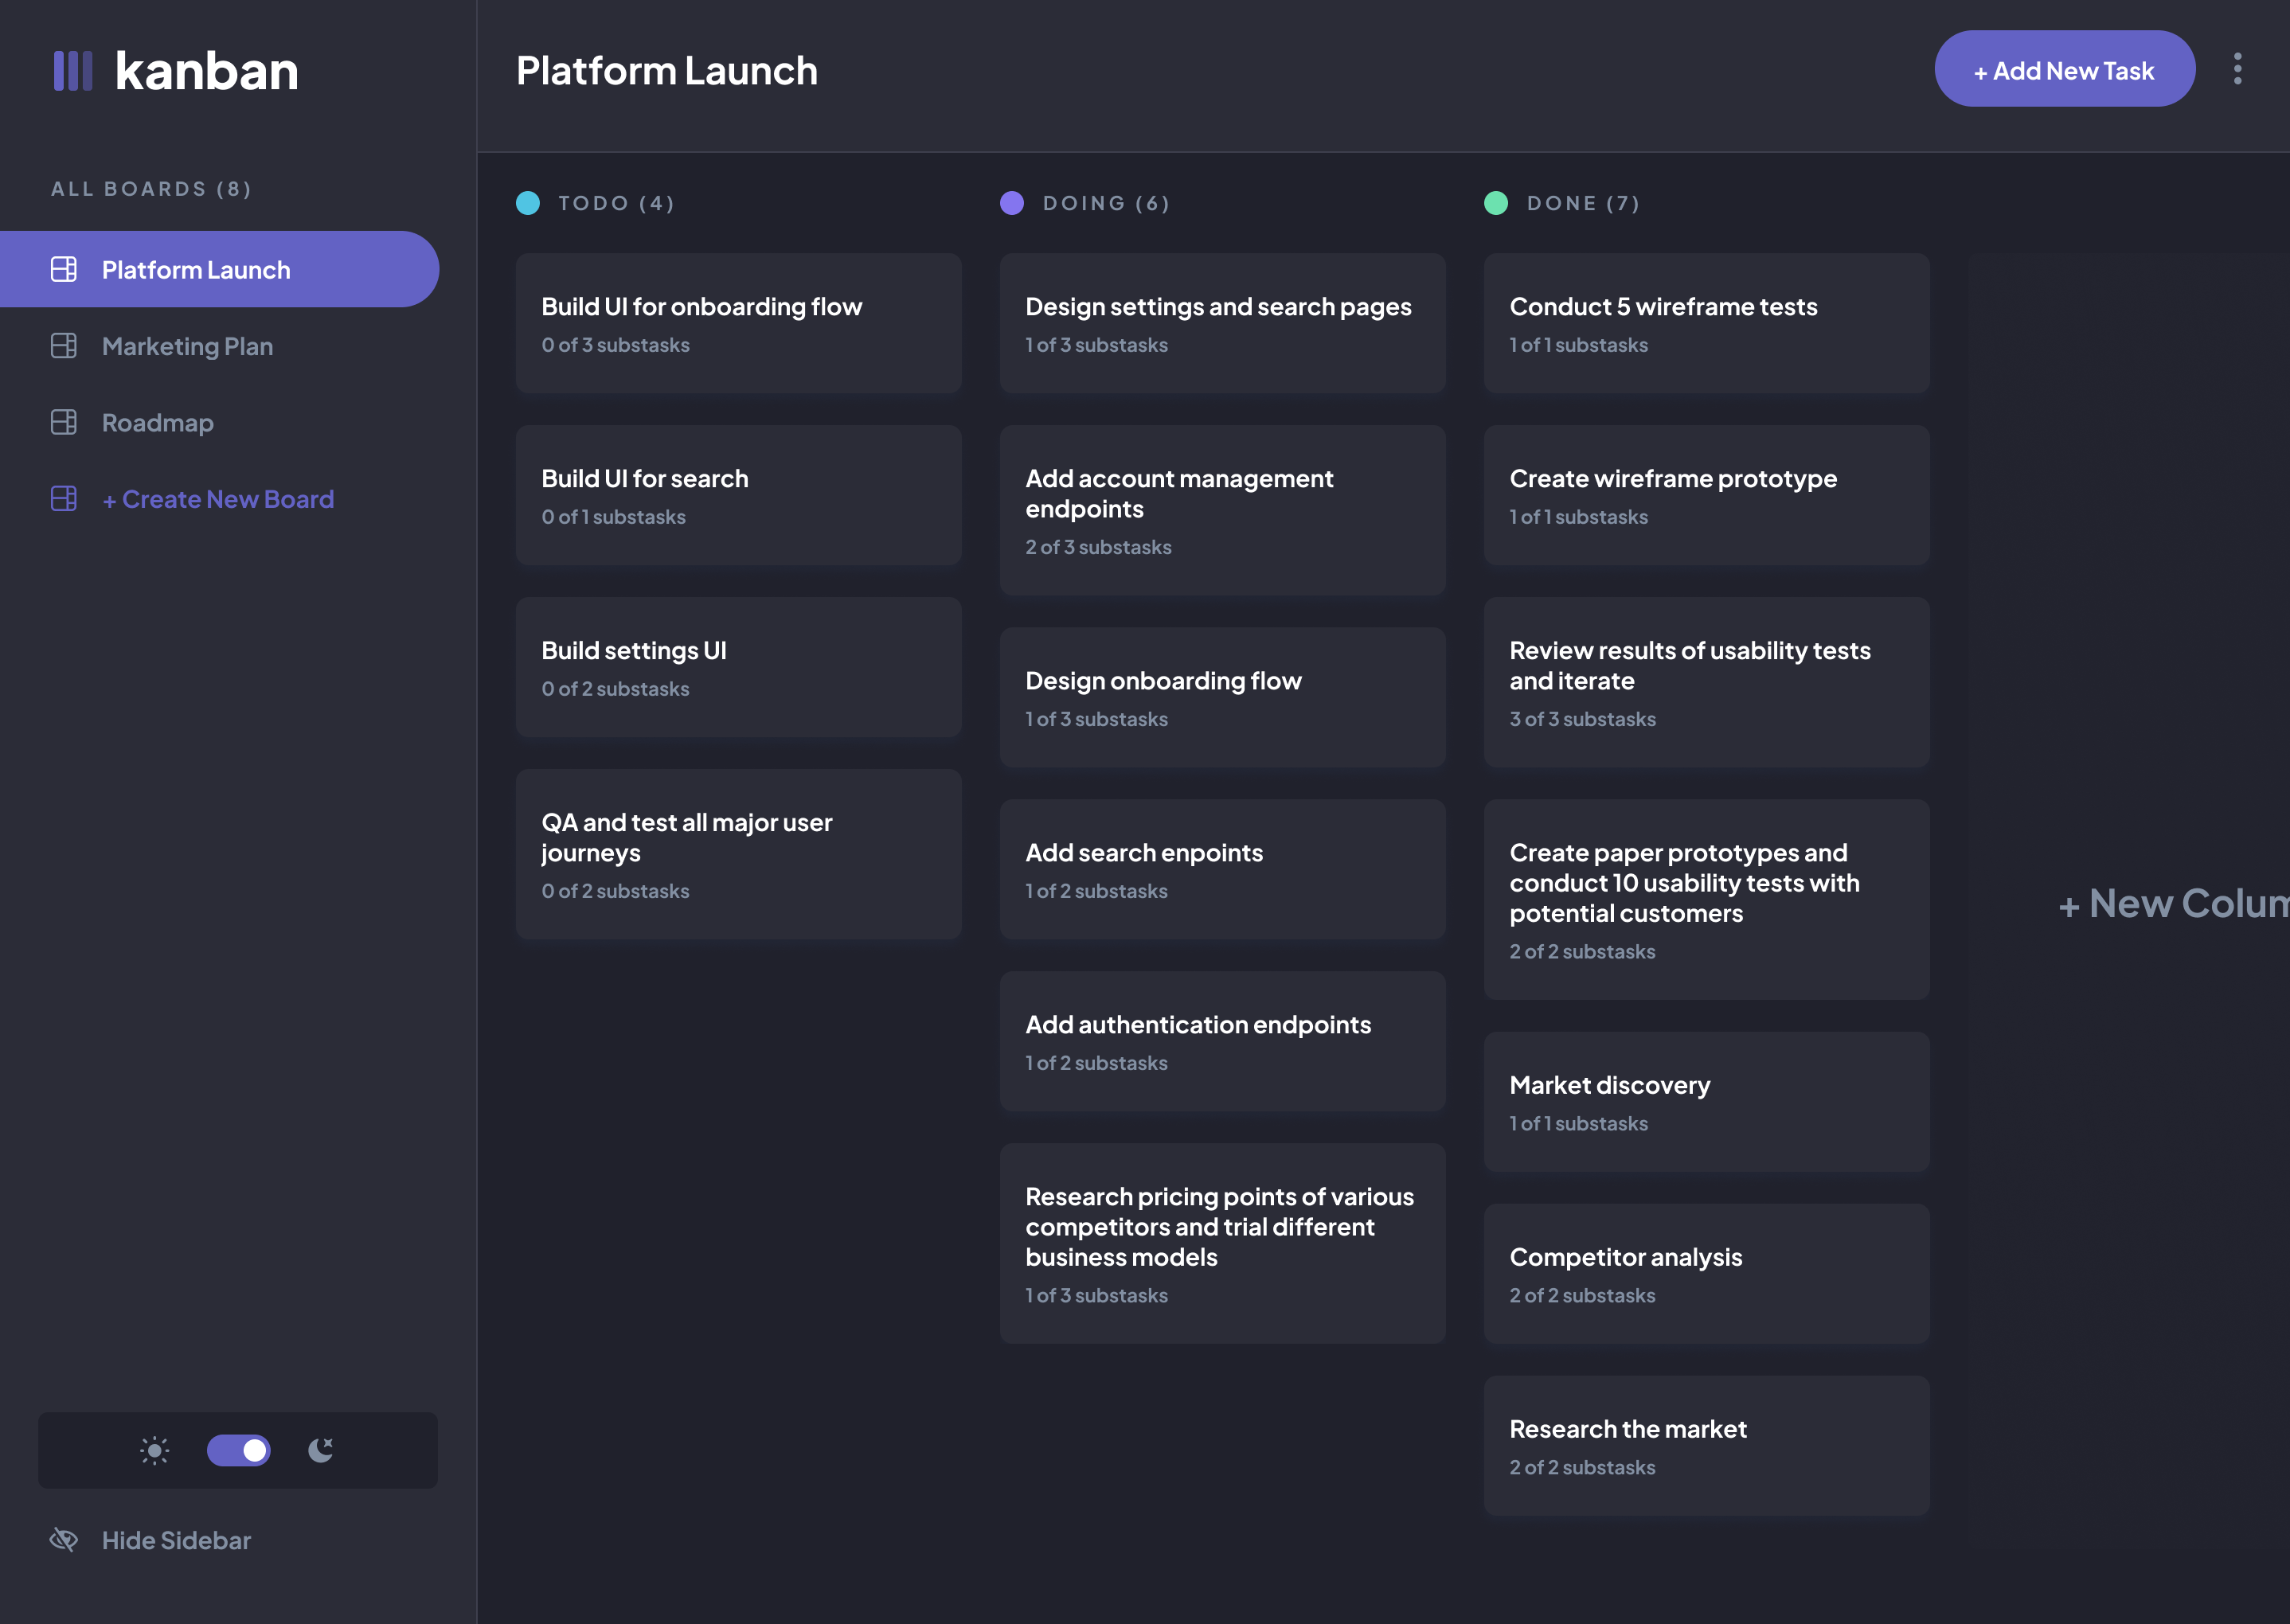 kanban
ALL BOARDS (8)
Platform Launch
Marketing Plan
Roadmap
+ Create New Board
Hide Sidebar
Platform Launch
+ Add New Task
TODO (4)
Build UI for onboarding flow
0 of 3 substasks
Build UI for search
0 of 1 substasks
Build settings UI
0 of 2 substasks
QA and test all major user
journeys
0 of 2 substasks
DOING (6)
Design settings and search pages
1 of 3 substasks
Add account management
endpoints
2 of 3 substasks
Design onboarding flow
1 of 3 substasks
Add search enpoints
1 of 2 substasks
Add authentication endpoints
1 of 2 substasks
Research pricing points of various
competitors and trial different
business models
1 of 3 substasks
DONE (7)
Conduct 5 wireframe tests
1 of 1 substasks
Create wireframe prototype
1 of 1 substasks
Review results of usability tests
and iterate
3 of 3 substasks
Create paper prototypes and
conduct 10 usability tests with
potential customers
2 of 2 substasks
Market discovery
1 of 1 substasks
Competitor analysis
2 of 2 substasks
Research the market
2 of 2 substasks
+ New Colum